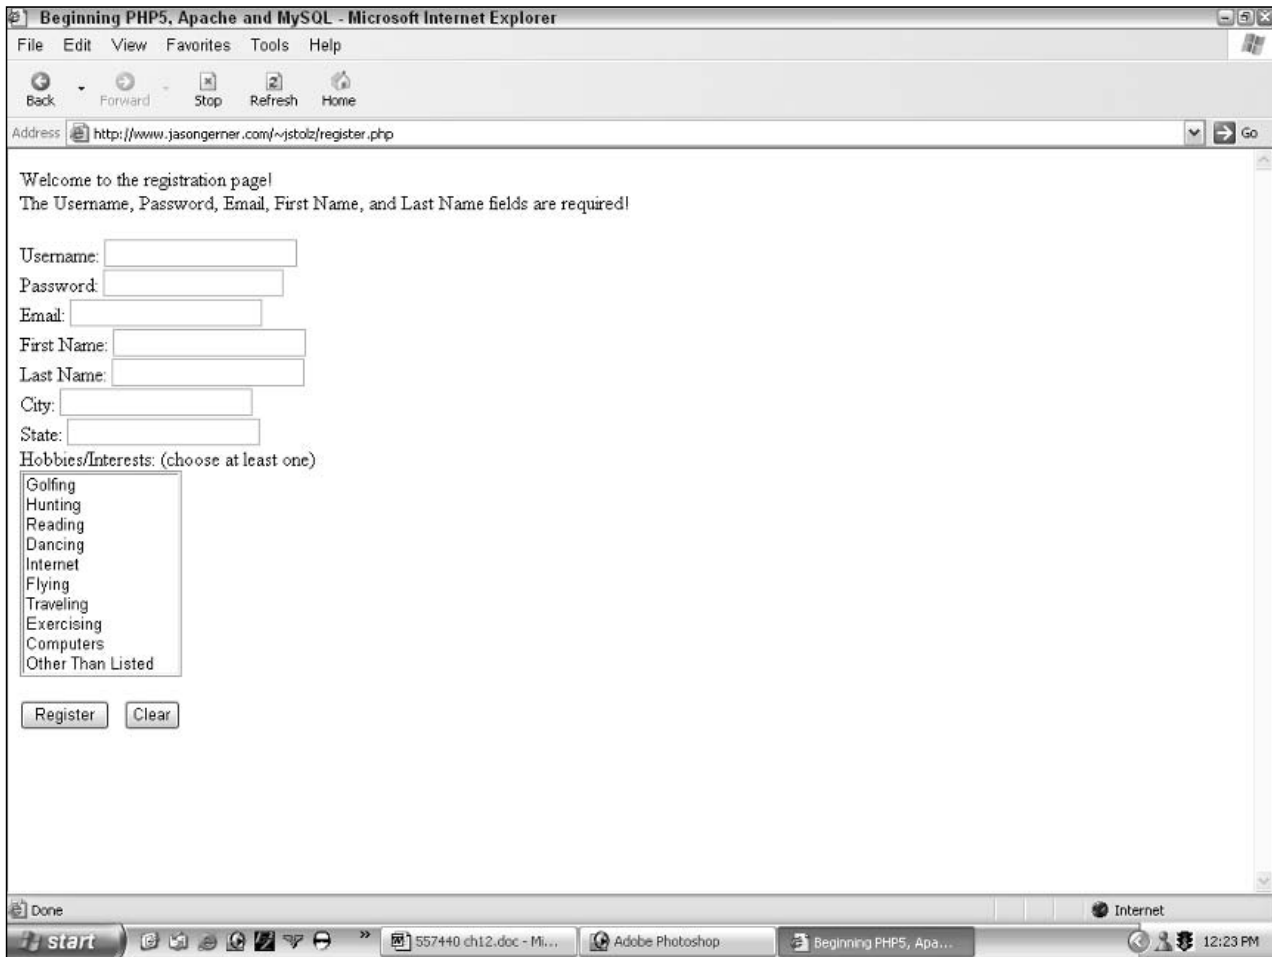 Beginning PHP5, Apache and MySQL - Microsoft Internet Explorer
File Edit View Favorites Tools Help
Back Forward Stop Refresh Home
Address http://www.jasongerner.com/~jstolz/register.php Go
Welcome to the registration page!
The Username, Password, Email, First Name, and Last Name fields are required!
Username:
Password:
Email:
First Name:
Last Name:
City:
State:
Hobbies/Interests: (choose at least one)
Golfing
Hunting
Reading
Dancing
Internet
Flying
Traveling
Exercising
Computers
Other Than Listed
Register Clear
Done Internet
start » 557440 ch12.doc - Mi... Adobe Photoshop Beginning PHP5, Apa... 12:23 PM